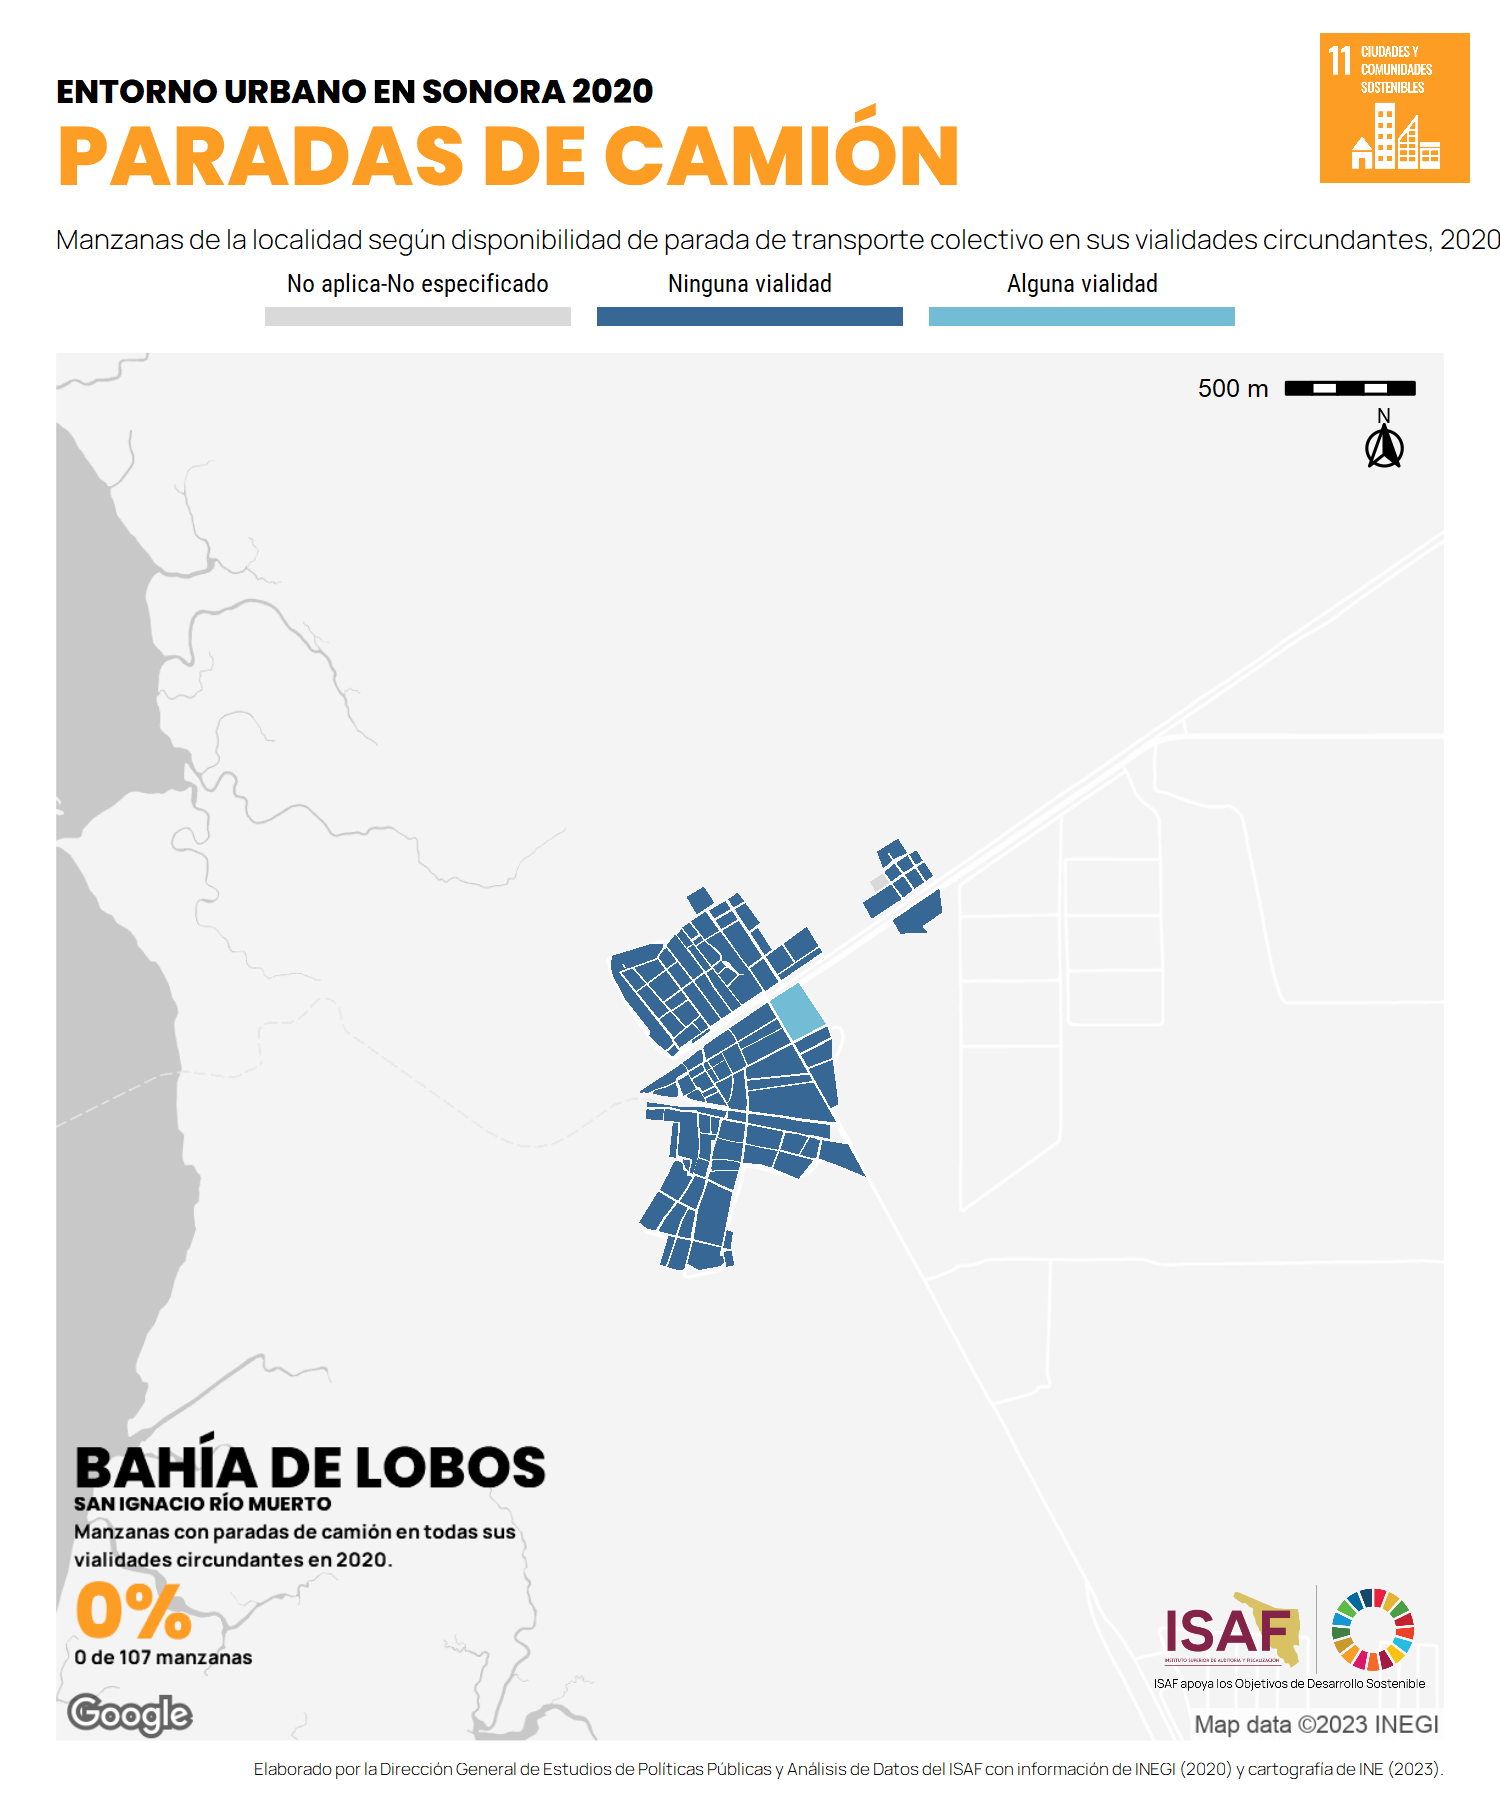 11 CIUDADES Y
COMUNIDADES
SOSTENIBLES
ENTORNO URBANO EN SONORA 2020
PARADAS DE CAMIÓN
Manzanas de la localidad según disponibilidad de parada de transporte colectivo en sus vialidades circundantes, 2020
No aplica-No especificado
Ninguna vialidad
Alguna vialidad
500 m
N
BAHÍA DE LOBOS
SAN IGNACIO RÍO MUERTO
Manzanas con paradas de camión en todas sus
vialidades circundantes en 2020.
0%
0 de 107 manzanas
Google
ISAF
INSTITUTO SUPERIOR DE AUDITORÍA Y FISCALIZACIÓN
ISAF apoya los Objetivos de Desarrollo Sostenible
Map data ©2023 INEGI
Elaborado por la Dirección General de Estudios de Políticas Públicas y Análisis de Datos del ISAF con información de INEGI (2020) y cartografía de INE (2023).